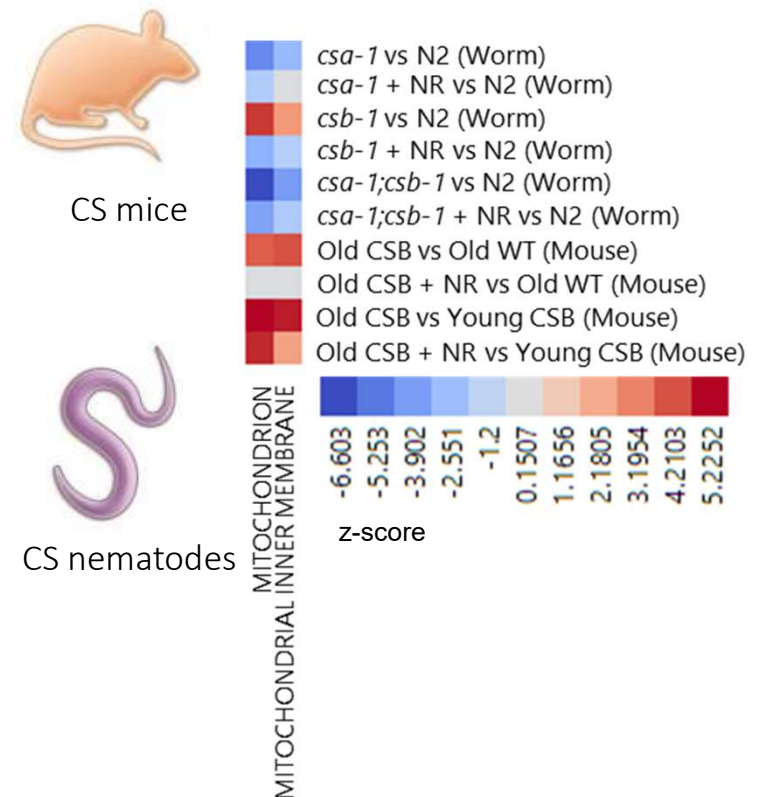 csa-1 vs N2 (Worm)
csa-1 + NR vs N2 (Worm)
csb-1 vs N2 (Worm)
csb-1 + NR vs N2 (Worm)
csa-1;csb-1 vs N2 (Worm)
csa-1;csb-1 + NR vs N2 (Worm)
Old CSB vs Old WT (Mouse)
Old CSB + NR vs Old WT (Mouse)
Old CSB vs Young CSB (Mouse)
Old CSB + NR vs Young CSB (Mouse)
CS mice
CS nematodes
MITOCHONDRION
MITOCHONDRIAL INNER MEMBRANE
-6.603
-5.253
-3.902
-2.551
-1.2
0.1507
1.1656
2.1805
3.1954
4.2103
5.2252
z-score